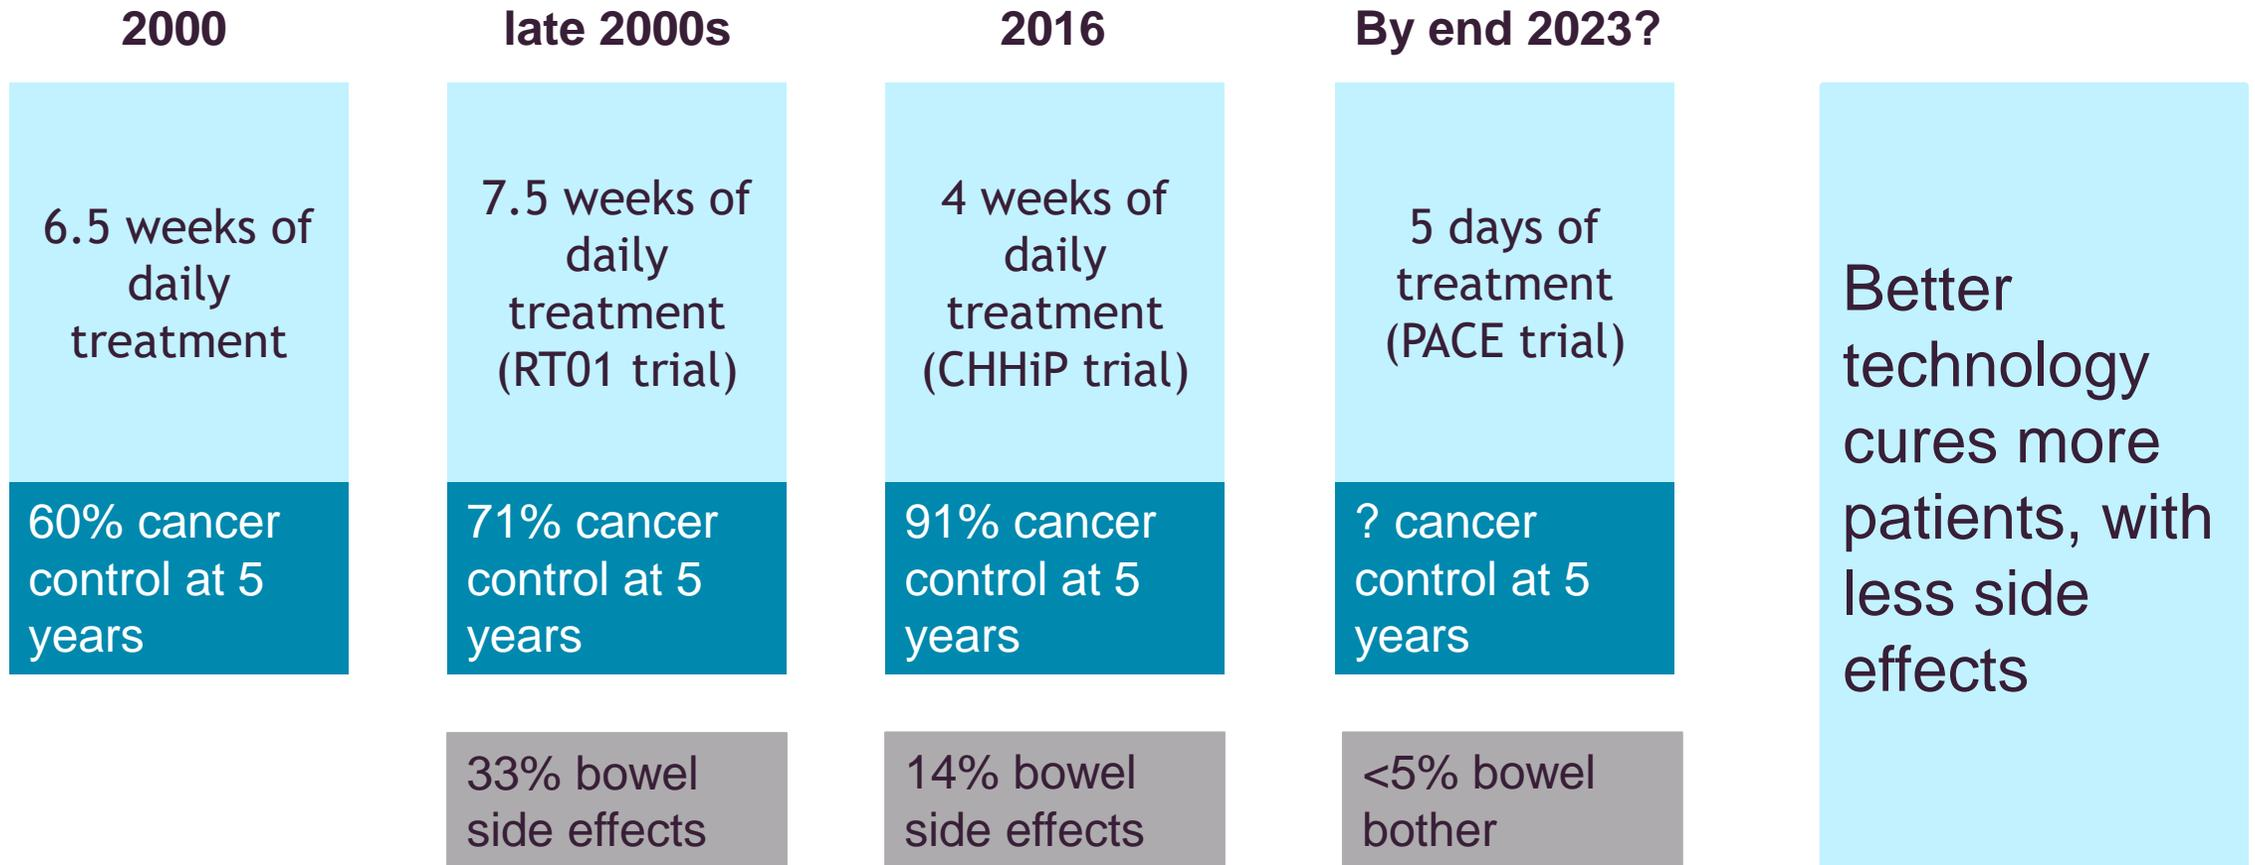 2000
6.5 weeks of
daily
treatment
60% cancer
control at 5
years
late 2000s
7.5 weeks of
daily
treatment
(RT01 trial)
71% cancer
control at 5
years
33% bowel
side effects
2016
4 weeks of
daily
treatment
(CHHiP trial)
91% cancer
control at 5
years
14% bowel
side effects
By end 2023?
5 days of
treatment
(PACE trial)
? cancer
control at 5
years
<5% bowel
bother
Better
technology
cures more
patients, with
less side
effects